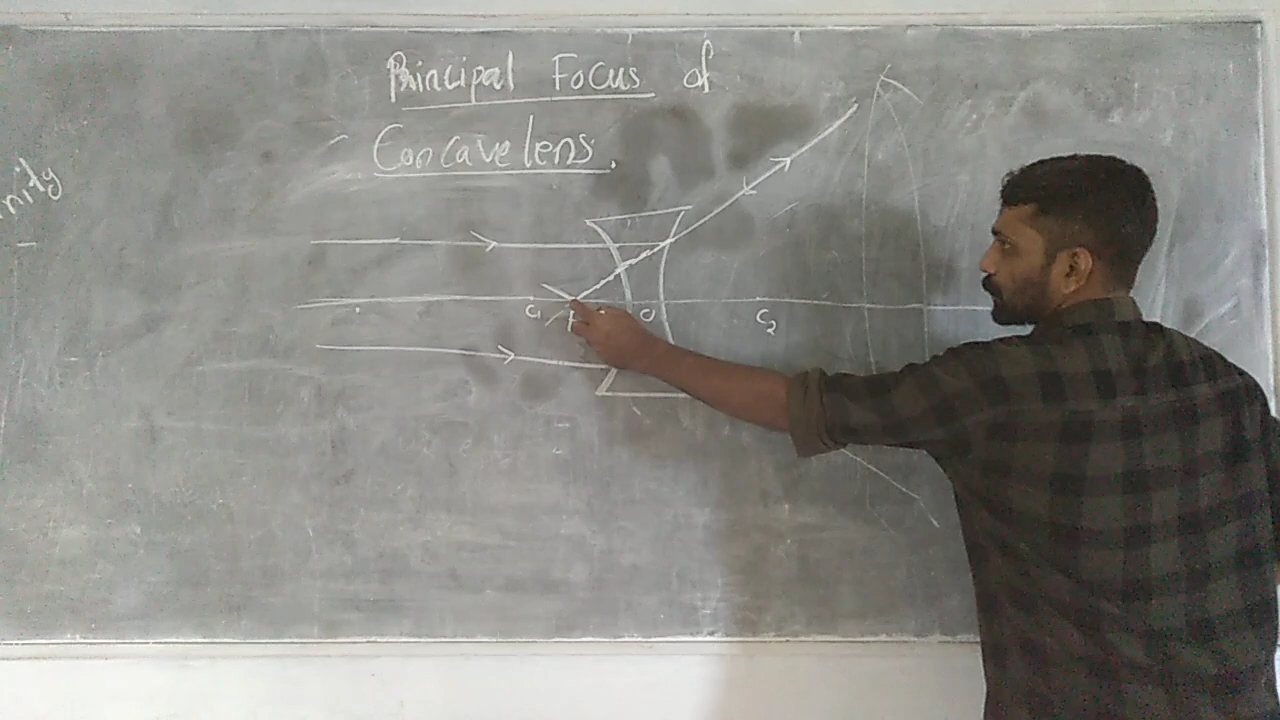 Principal Focus of
Concave lens.
nity
C₁ F O C₂